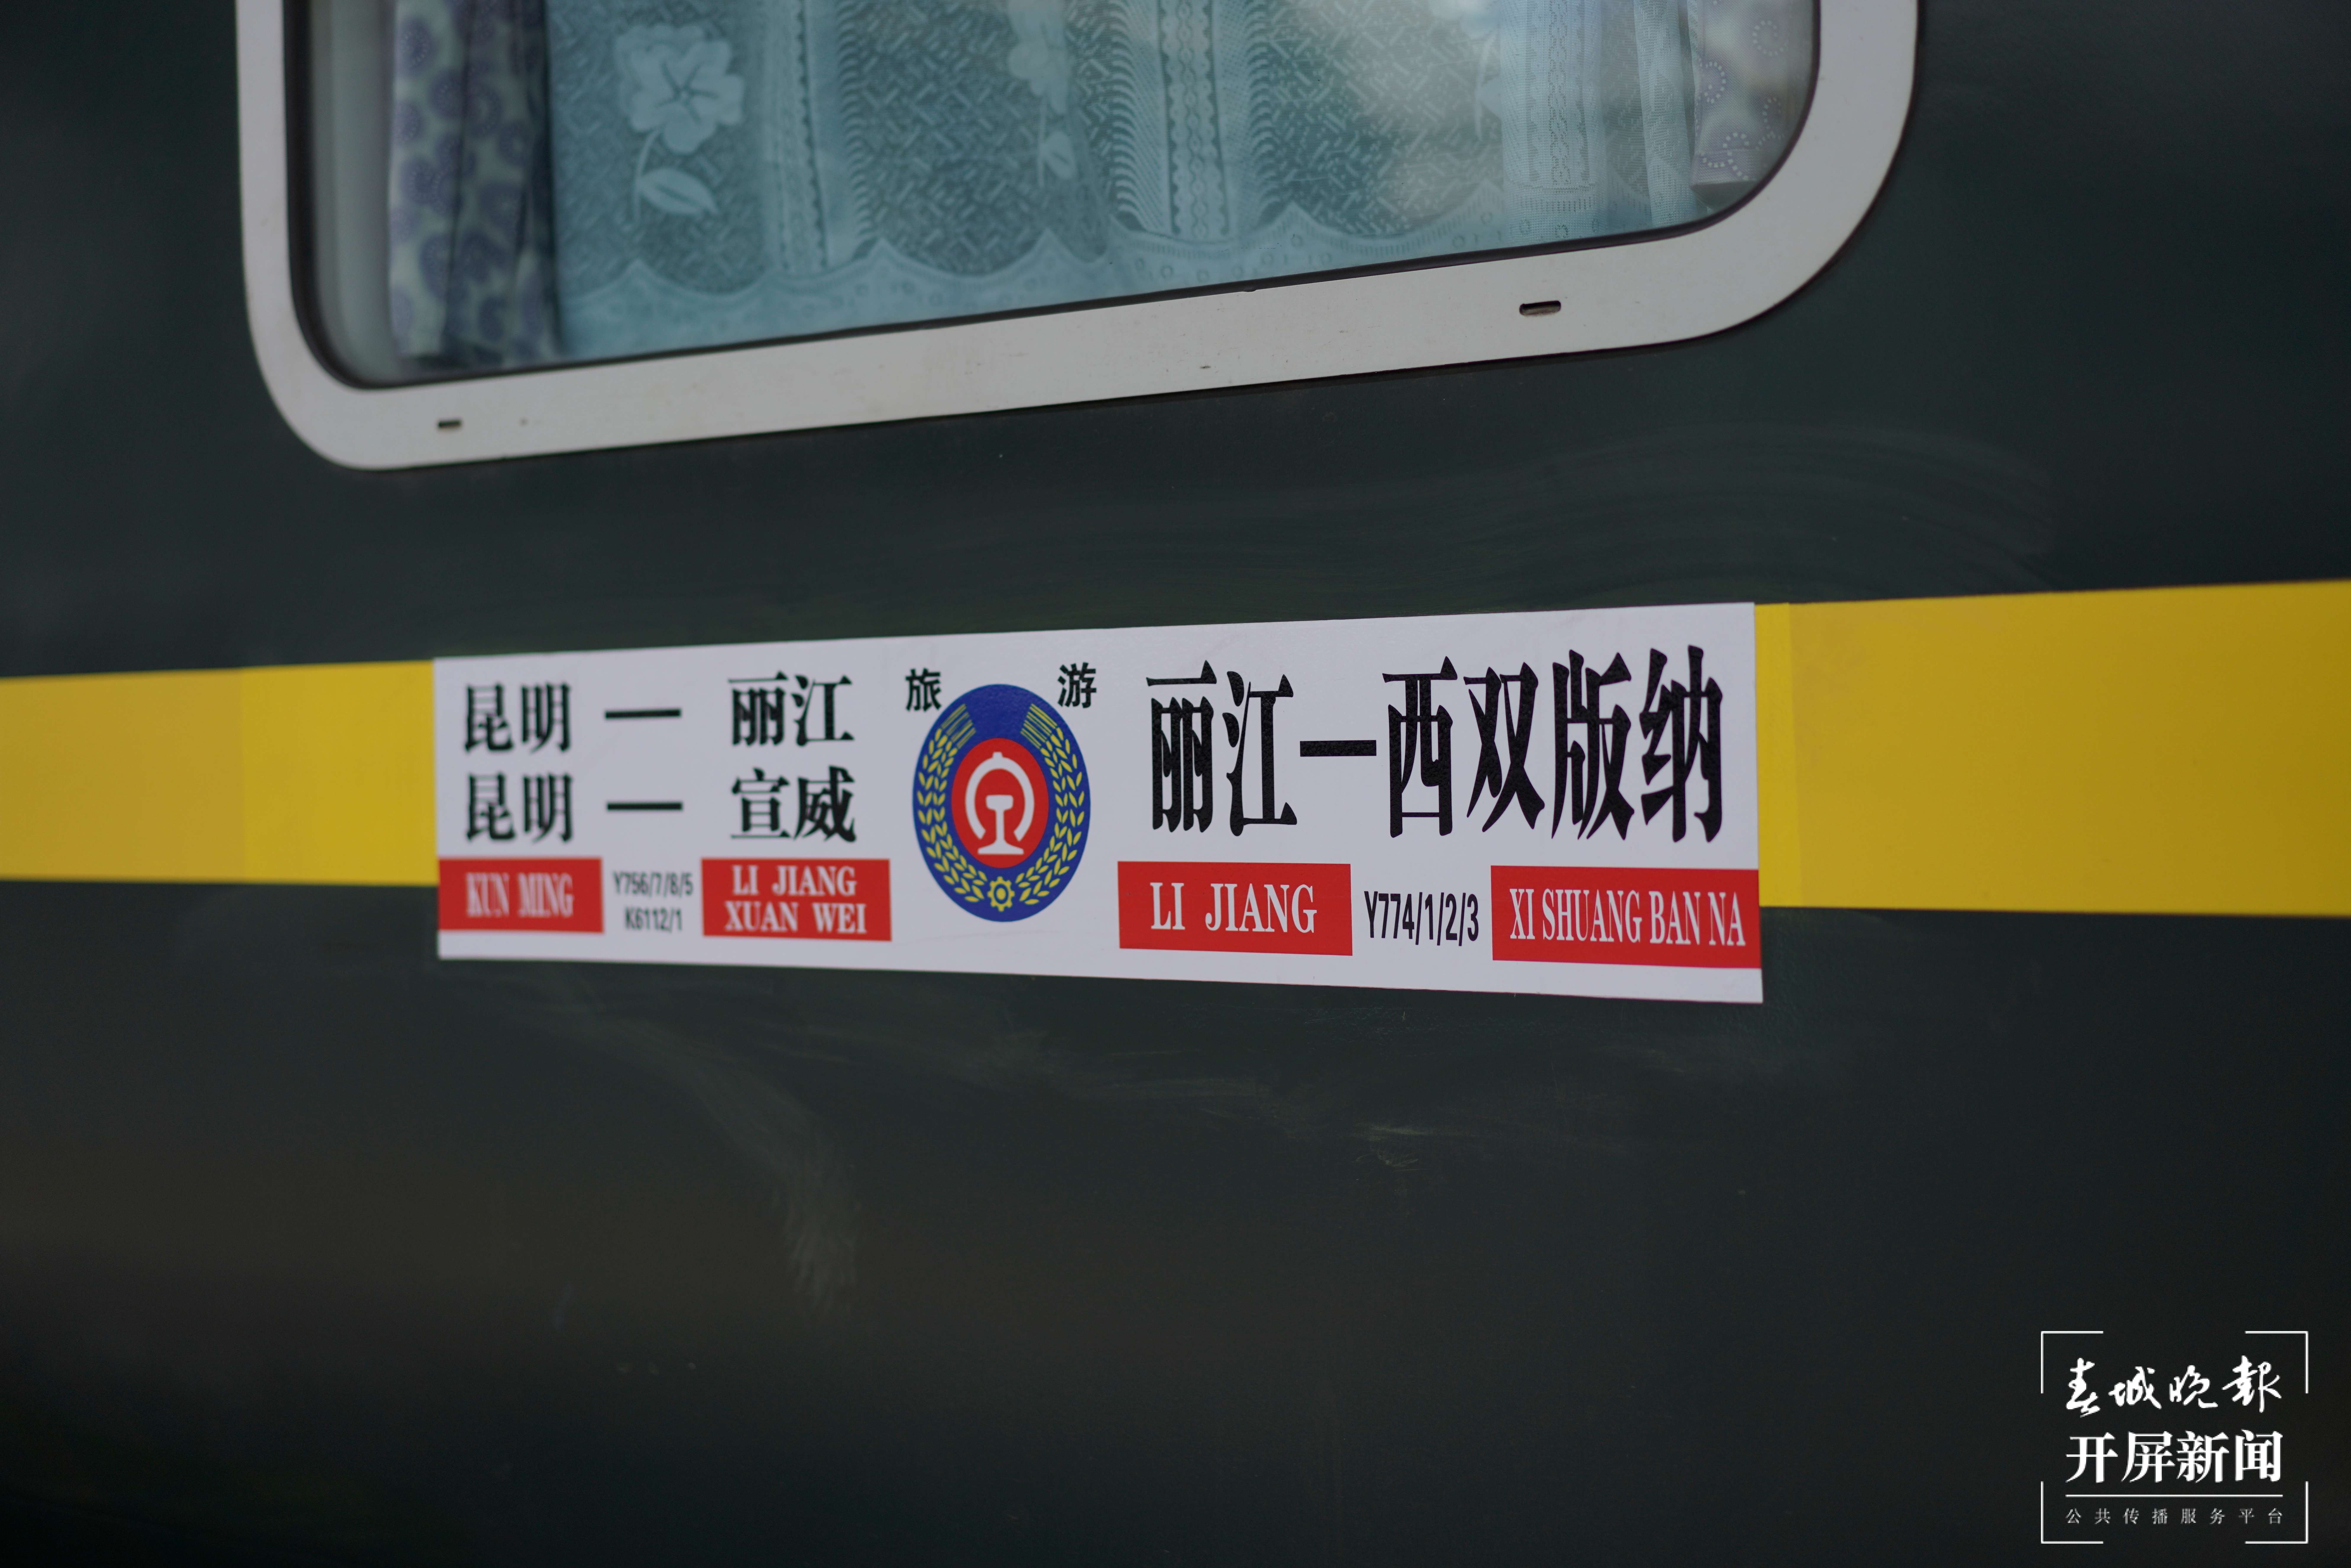 昆明 — 丽江
昆明 — 宣威
KUN MING
Y756/7/8/5
K6112/1
LI JIANG
XUAN WEI
旅 游
丽江—西双版纳
LI JIANG
Y774/1/2/3
XI SHUANG BAN NA
春城晚報
开屏新闻
公共传播服务平台